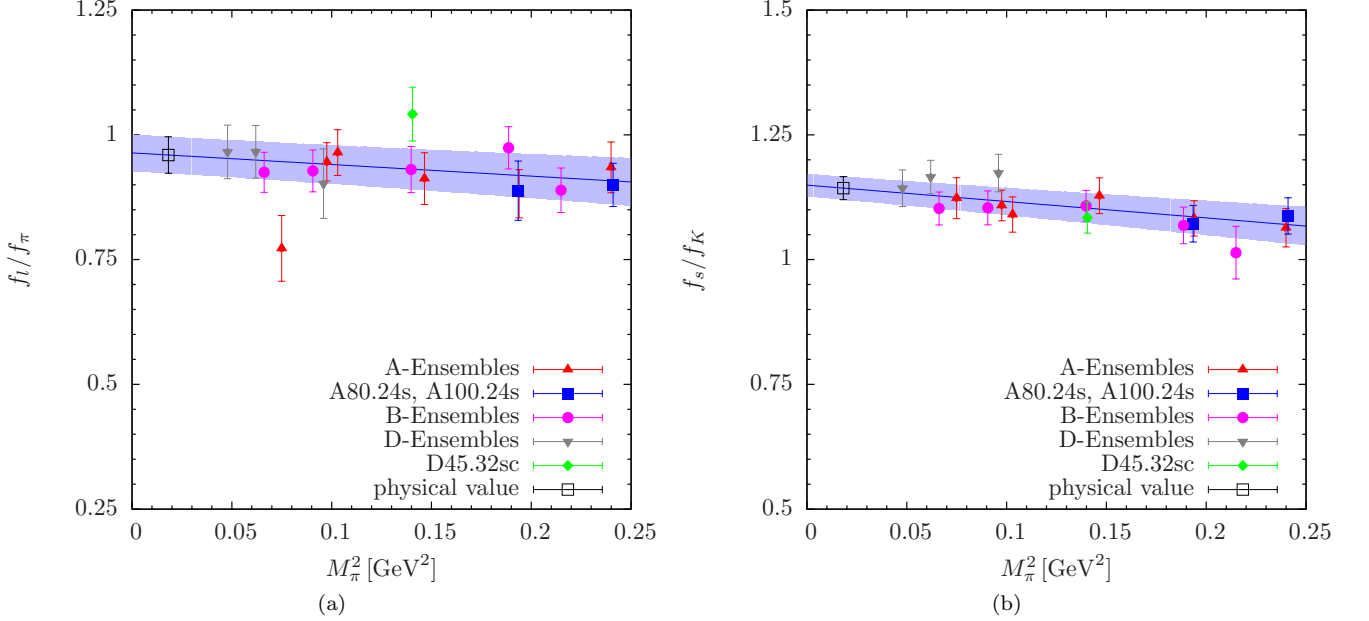 1.25
1
0.75
0.5
0.25
f_l/f_π
0
0.05
0.1
0.15
0.2
0.25
M_π^2 [GeV^2]
A-Ensembles
A80.24s, A100.24s
B-Ensembles
D-Ensembles
D45.32sc
physical value
(a)
1.5
1.25
1
0.75
0.5
f_s/f_K
0
0.05
0.1
0.15
0.2
0.25
M_π^2 [GeV^2]
A-Ensembles
A80.24s, A100.24s
B-Ensembles
D-Ensembles
D45.32sc
physical value
(b)